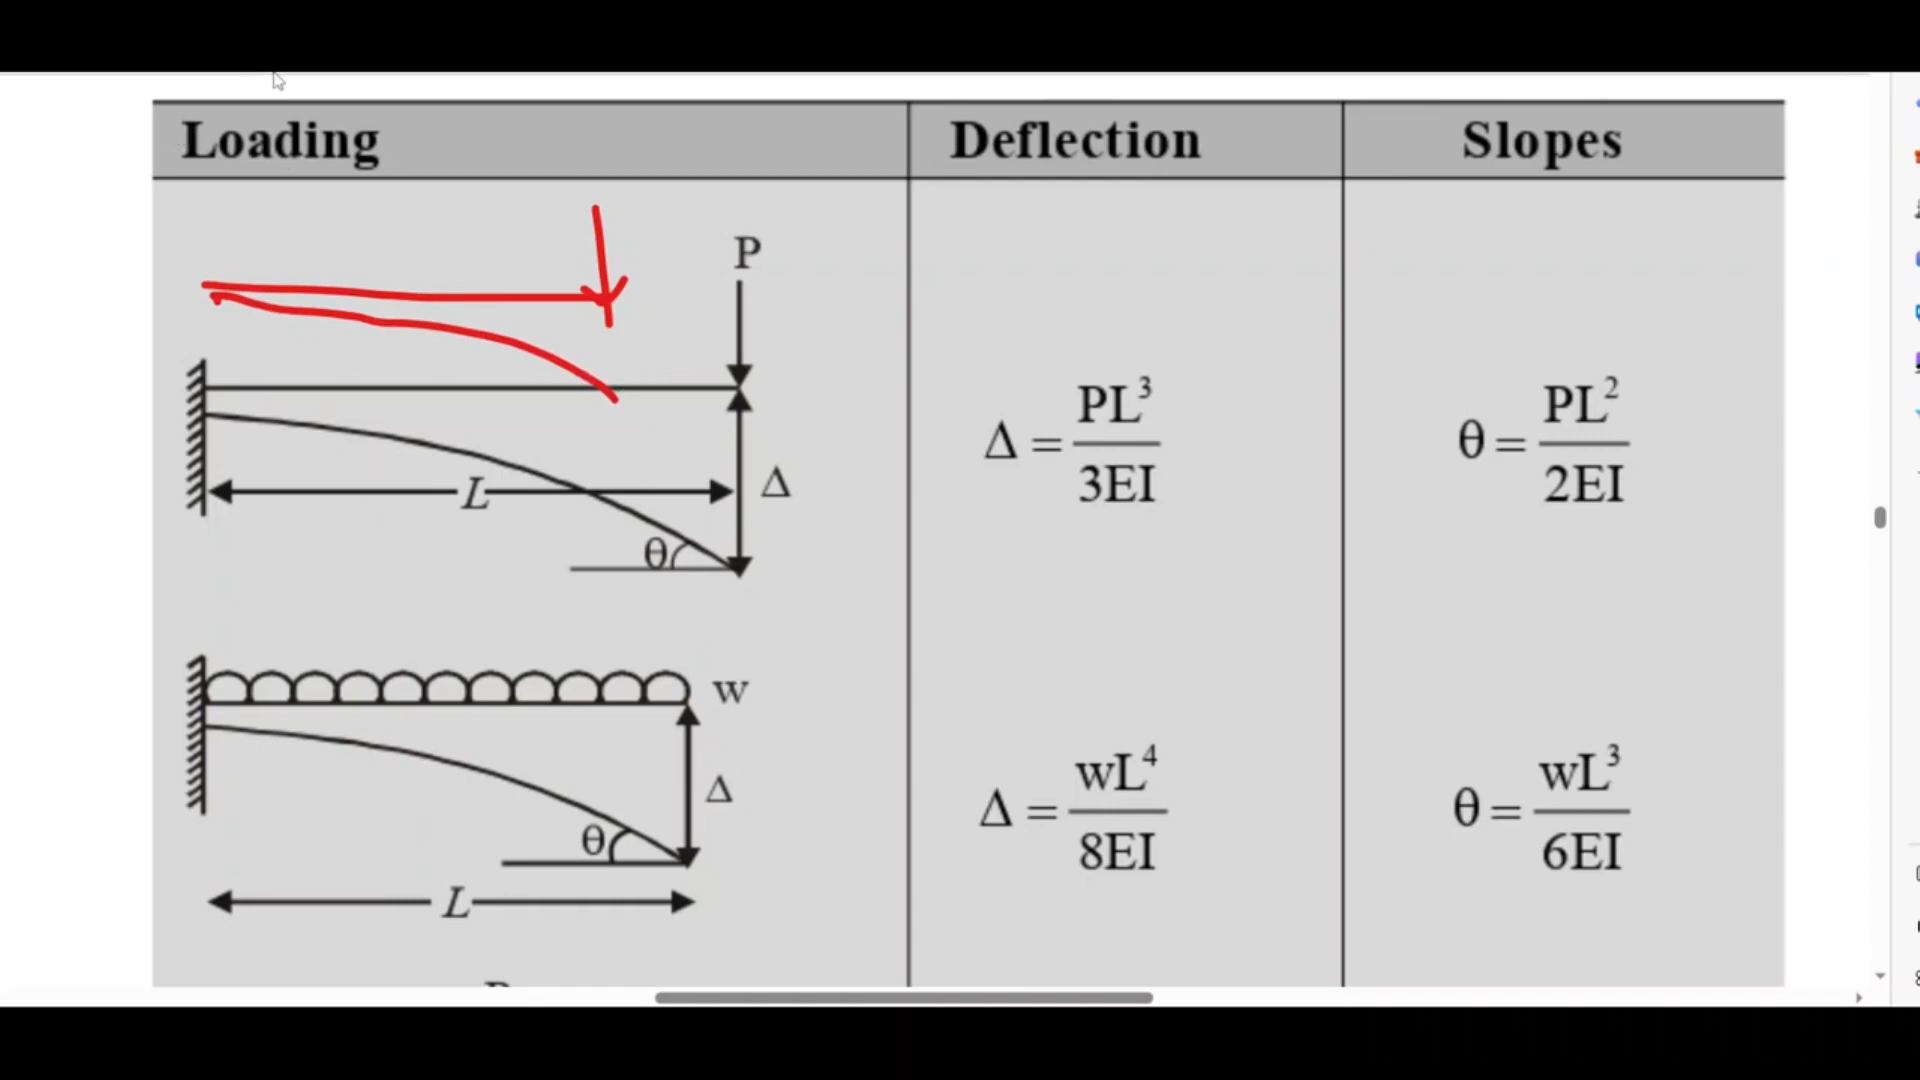 Loading Deflection Slopes
P
Δ = PL³/3EI θ = PL²/2EI
L Δ
θ
w
Δ = wL⁴/8EI θ = wL³/6EI
Δ
θ
L